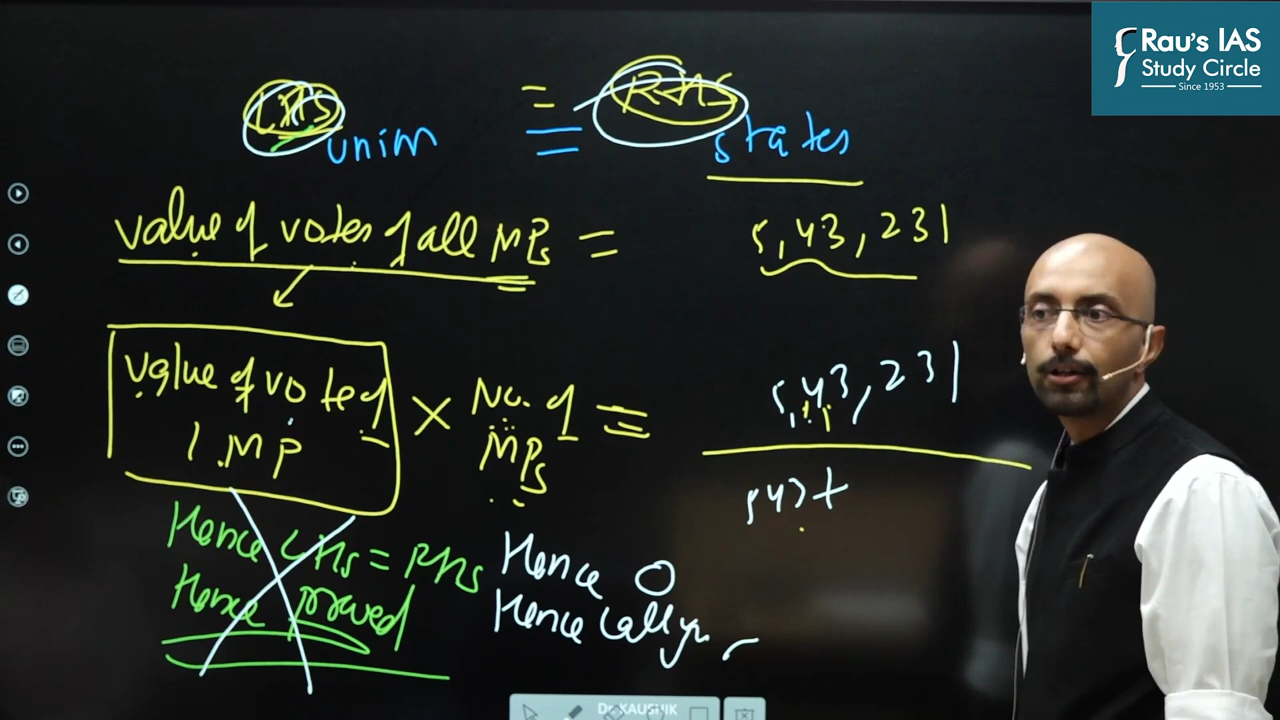 Rau's IAS
Study Circle
Since 1953
LHS = RHS
unim = states
value of votes of all MPs = 5,43,231
value of vote of
1 MP
× No. of
MPs
= 5,43,231
543+
Hence LHS = RHS
Hence proved
Hence O
Hence
Dr KAUSHIK